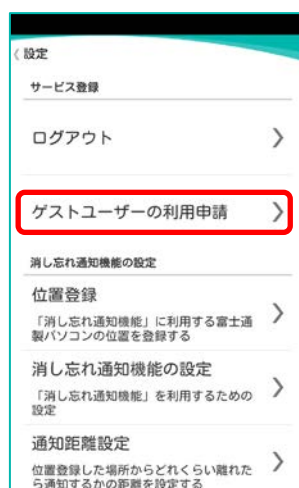 設定
サービス登録
ログアウト
ゲストユーザーの利用申請
消し忘れ通知機能の設定
位置登録
「消し忘れ通知機能」に利用する富士通
製パソコンの位置を登録する
消し忘れ通知機能の設定
「消し忘れ通知機能」を利用するための
設定
通知距離設定
位置登録した場所からどれくらい離れた
ら通知するかの距離を設定する